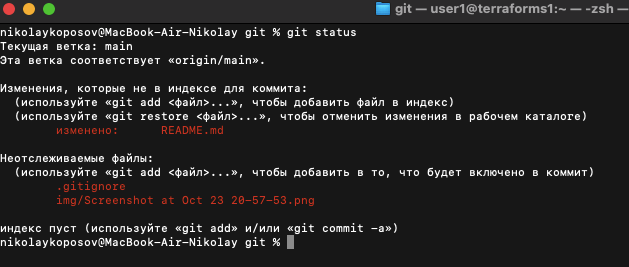 git — user1@terraforms1:~ — -zsh —
nikolaykoposov@MacBook-Air-Nikolay git % git status
Текущая ветка: main
Эта ветка соответствует «origin/main».
Изменения, которые не в индексе для коммита:
(используйте «git add <файл>...», чтобы добавить файл в индекс)
(используйте «git restore <файл>...», чтобы отменить изменения в рабочем каталоге)
изменено: README.md
Неотслеживаемые файлы:
(используйте «git add <файл>...», чтобы добавить в то, что будет включено в коммит)
.gitignore
img/Screenshot at Oct 23 20-57-53.png
индекс пуст (используйте «git add» и/или «git commit -a»)
nikolaykoposov@MacBook-Air-Nikolay git %